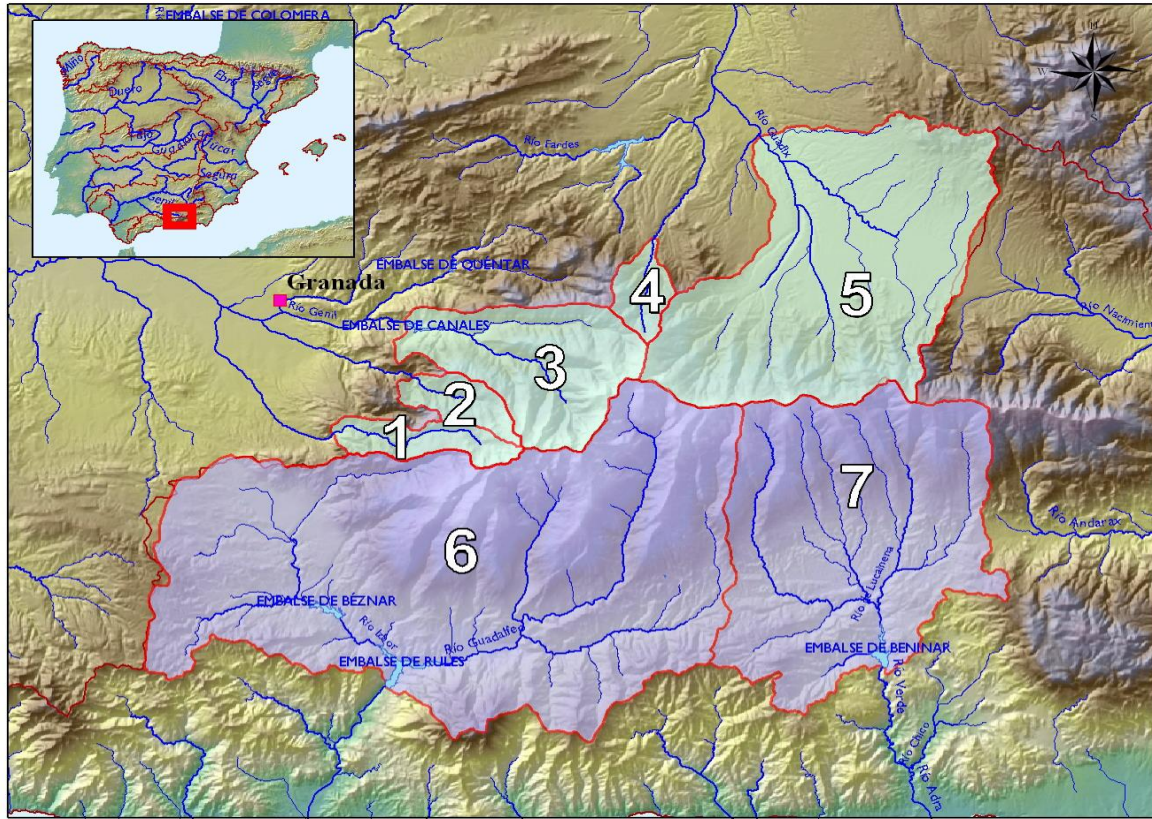 EMBALSE DE COLOMERA
Miño
Duero
Ebro
Segre
Tajo
Guadiana
Júcar
Segura
Genil
N
W
S
Río Fardes
Río Guadix
EMBALSE DE QUÉNTAR
Granada
Río Genil
EMBALSE DE CANALES
4
5
3
2
1
Río Andarax
7
6
Río de Lucainena
EMBALSE DE BÉZNAR
Río Ízbor
Río Guadalfeo
EMBALSE DE RULES
EMBALSE DE BENINAR
Río Verde
Río Chico
Río Adra